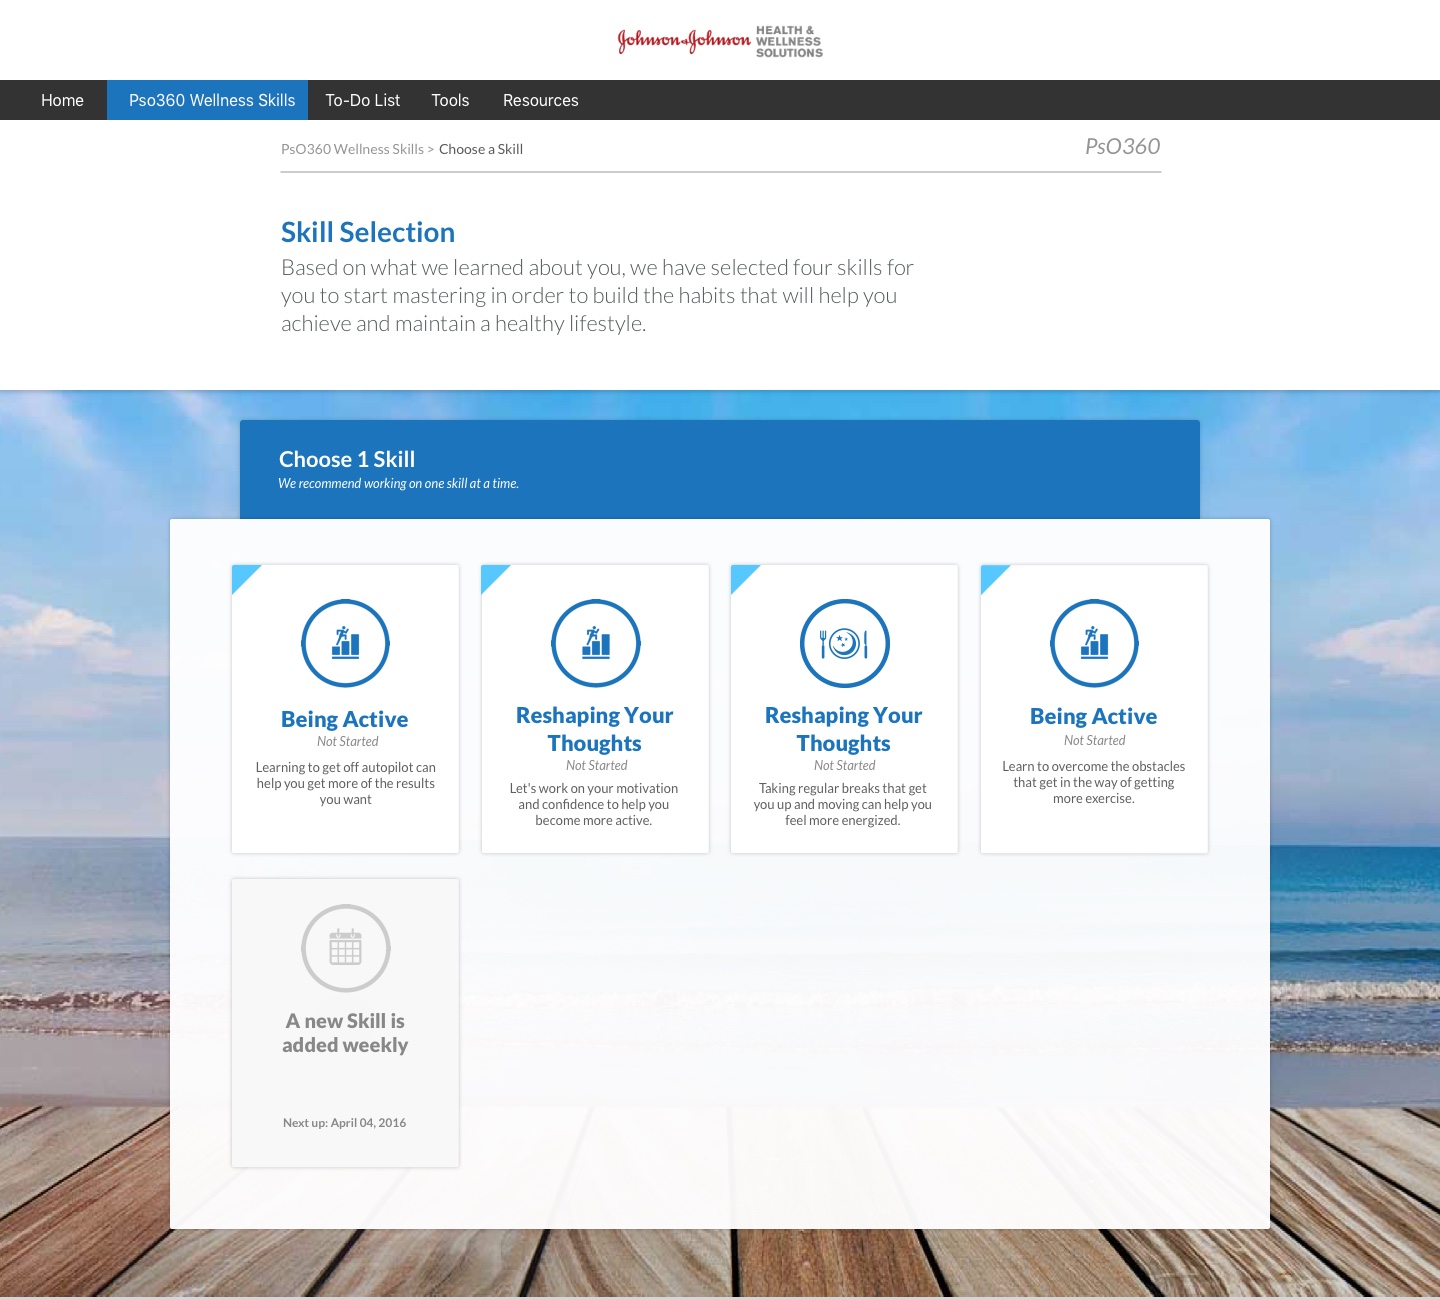 Johnson & Johnson HEALTH &
WELLNESS
SOLUTIONS
Home Pso360 Wellness Skills To-Do List Tools Resources
PsO360 Wellness Skills > Choose a Skill
PsO360
Skill Selection
Based on what we learned about you, we have selected four skills for
you to start mastering in order to build the habits that will help you
achieve and maintain a healthy lifestyle.
Choose 1 Skill
We recommend working on one skill at a time.
Being Active
Not Started
Learning to get off autopilot can
help you get more of the results
you want
Reshaping Your
Thoughts
Not Started
Let's work on your motivation
and confidence to help you
become more active.
Reshaping Your
Thoughts
Not Started
Taking regular breaks that get
you up and moving can help you
feel more energized.
Being Active
Not Started
Learn to overcome the obstacles
that get in the way of getting
more exercise.
A new Skill is
added weekly
Next up: April 04, 2016